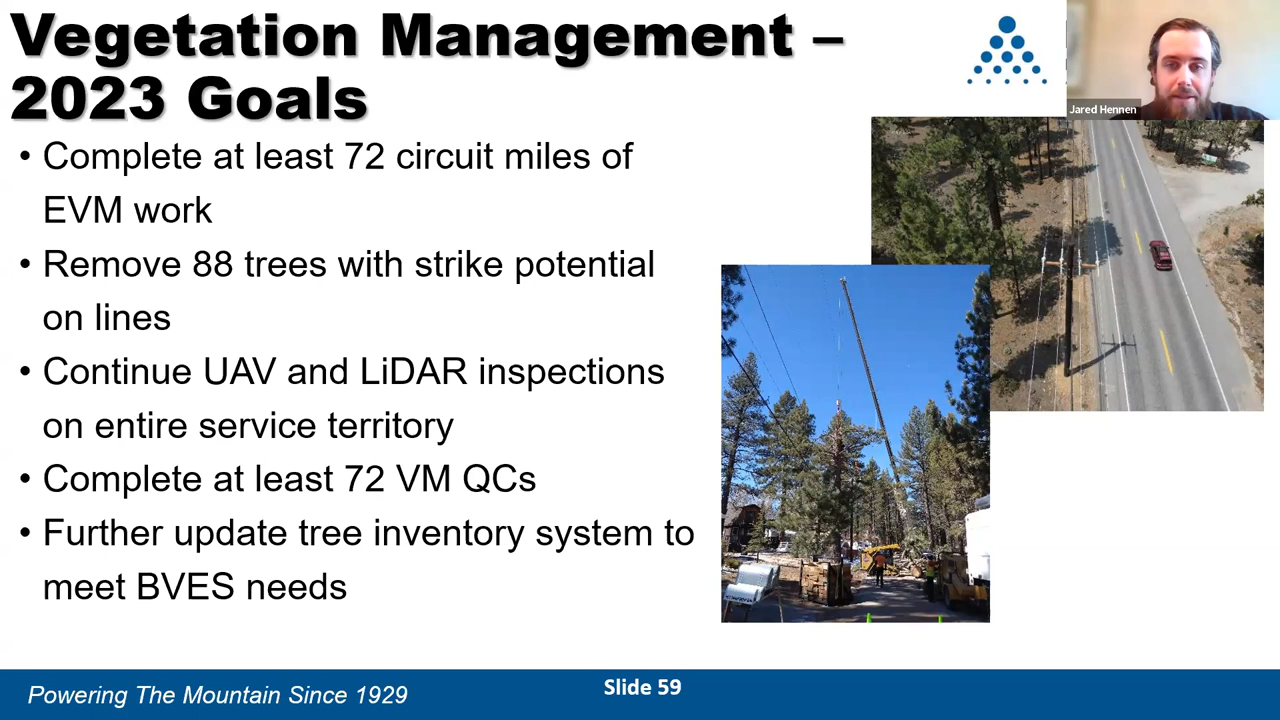 Vegetation Management –
2023 Goals
Jared Hennen
• Complete at least 72 circuit miles of
EVM work
• Remove 88 trees with strike potential
on lines
• Continue UAV and LiDAR inspections
on entire service territory
• Complete at least 72 VM QCs
• Further update tree inventory system to
meet BVES needs
Powering The Mountain Since 1929
Slide 59